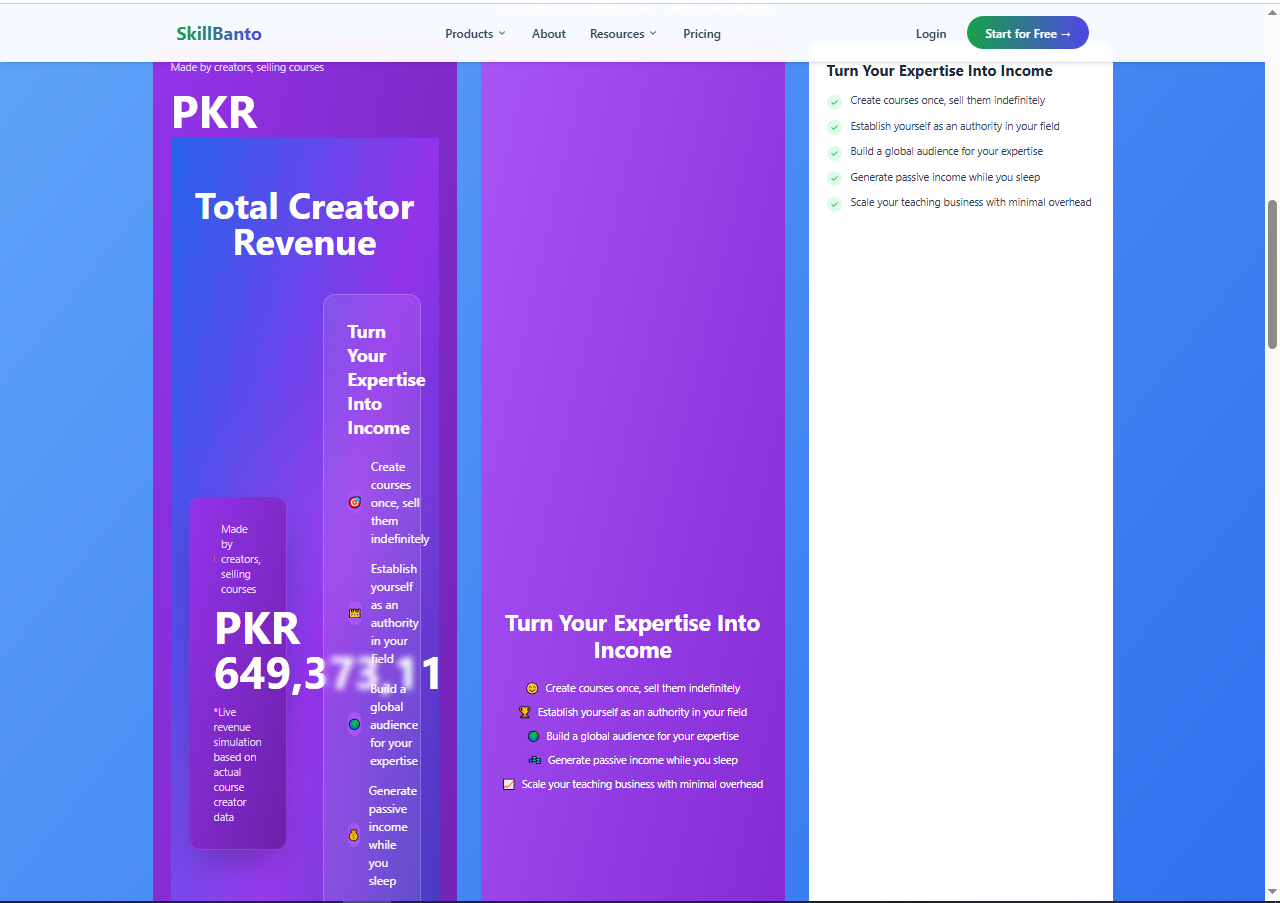 SkillBanto
Products
About
Resources
Pricing
Login
Start for Free →
Made by creators, selling courses
PKR
Total Creator
Revenue
Made
by
creators,
selling
courses
PKR
649,373,11
*Live
revenue
simulation
based on
actual
course
creator
data
Turn
Your
Expertise
Into
Income
Create
courses
once, sell
them
indefinitely
Establish
yourself
as an
authority
in your
field
Build a
global
audience
for your
expertise
Generate
passive
income
while
you
sleep
Turn Your Expertise Into
Income
Create courses once, sell them indefinitely
Establish yourself as an authority in your field
Build a global audience for your expertise
Generate passive income while you sleep
Scale your teaching business with minimal overhead
Turn Your Expertise Into Income
Create courses once, sell them indefinitely
Establish yourself as an authority in your field
Build a global audience for your expertise
Generate passive income while you sleep
Scale your teaching business with minimal overhead